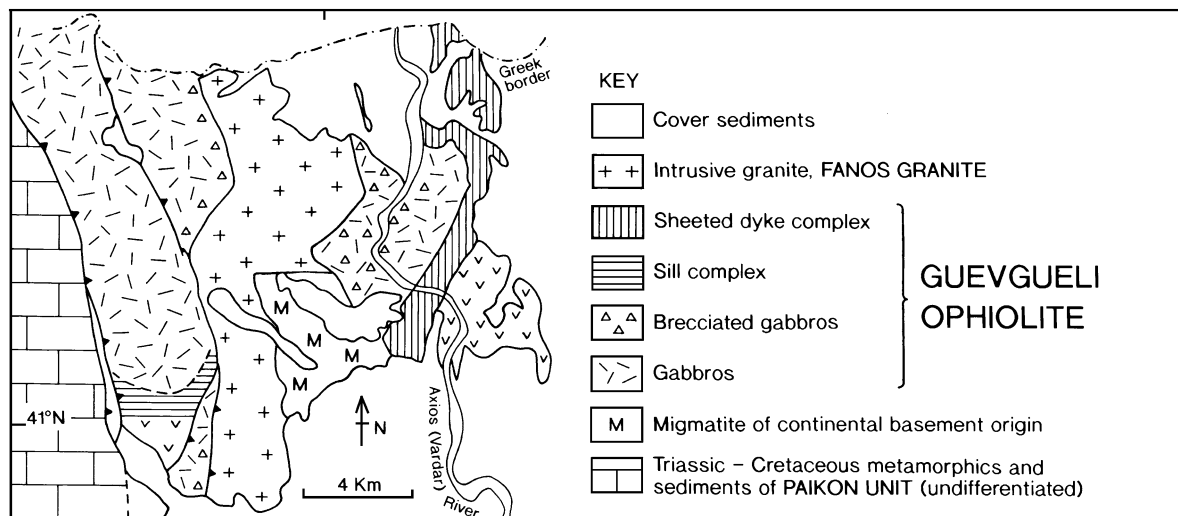 Greek
border
41°N
M
M
M
M
M
N
4 Km
Axios (Vardar)
River
KEY
Cover sediments
Intrusive granite, FANOS GRANITE
Sheeted dyke complex
Sill complex
Brecciated gabbros
Gabbros
M
Migmatite of continental basement origin
Triassic – Cretaceous metamorphics and
sediments of PAIKON UNIT (undifferentiated)
GUEVGUELI
OPHIOLITE